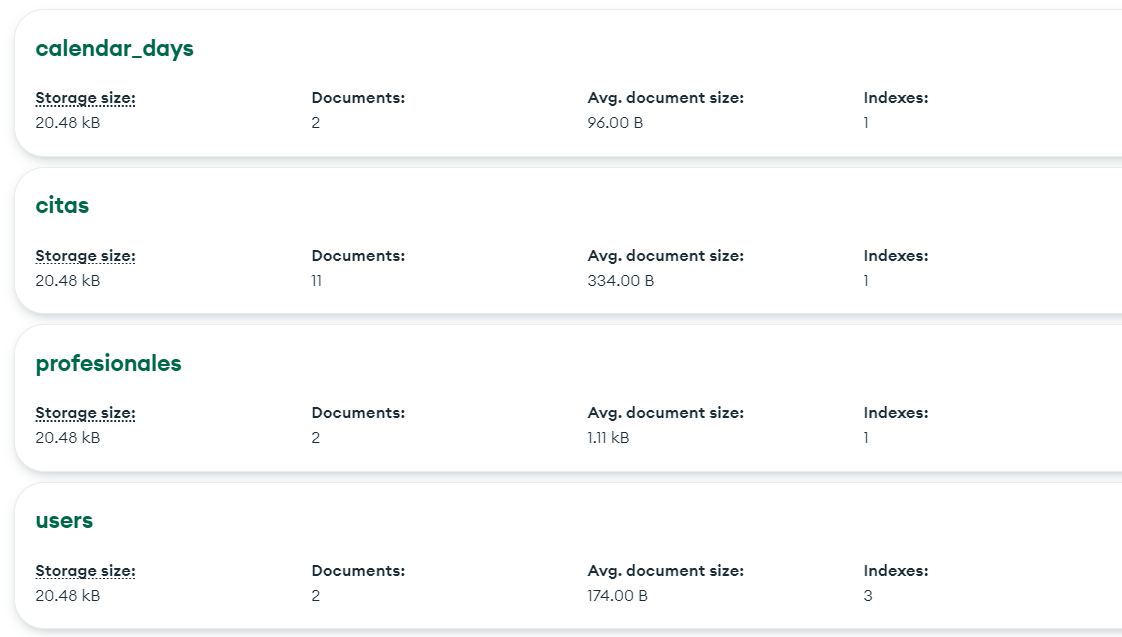 calendar_days
Storage size: Documents: Avg. document size: Indexes:
20.48 kB 2 96.00 B 1
citas
Storage size: Documents: Avg. document size: Indexes:
20.48 kB 11 334.00 B 1
profesionales
Storage size: Documents: Avg. document size: Indexes:
20.48 kB 2 1.11 kB 1
users
Storage size: Documents: Avg. document size: Indexes:
20.48 kB 2 174.00 B 3